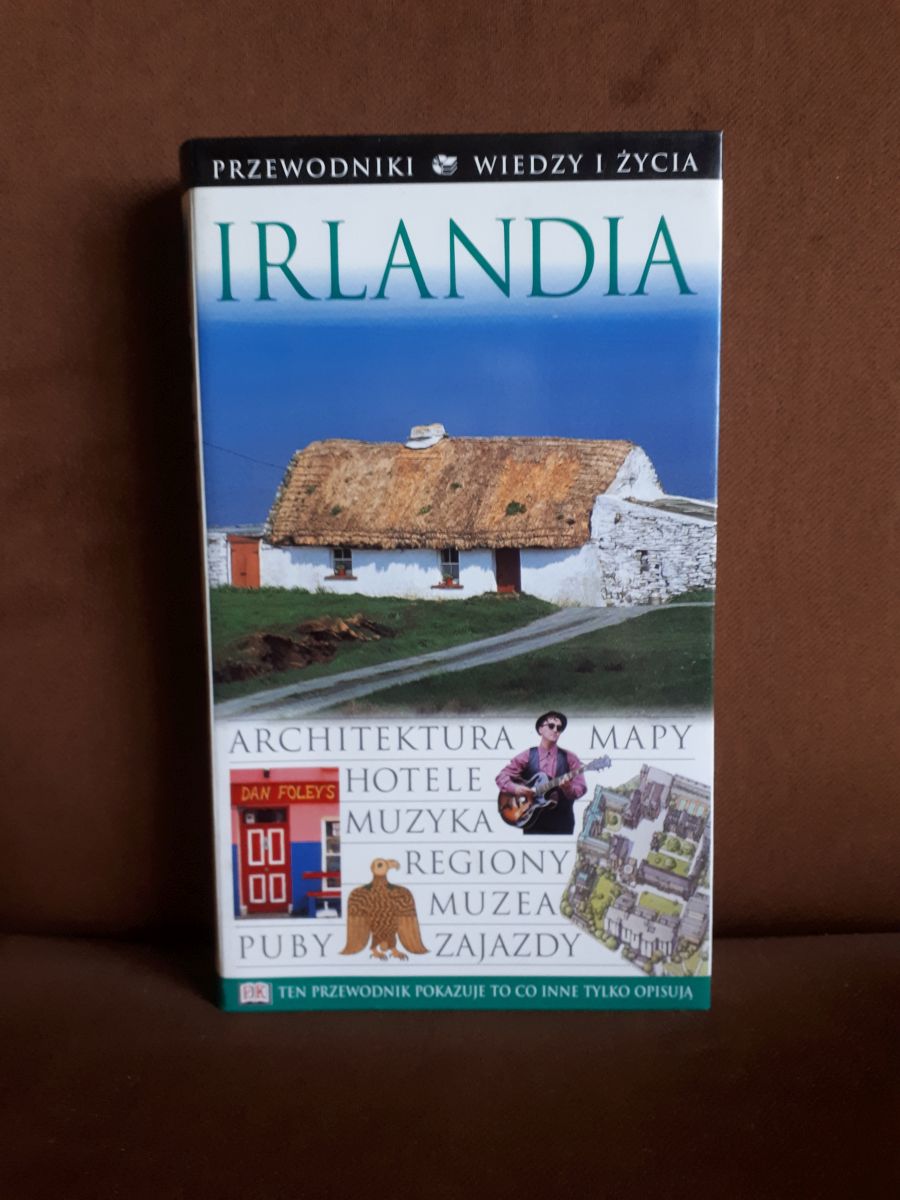 PRZEWODNIKI WIEDZY I ŻYCIA
IRLANDIA
ARCHITEKTURA MAPY
DAN FOLEY'S
HOTELE
MUZYKA
REGIONY
MUZEA
PUBY ZAJAZDY
DK TEN PRZEWODNIK POKAZUJE TO CO INNE TYLKO OPISUJĄ